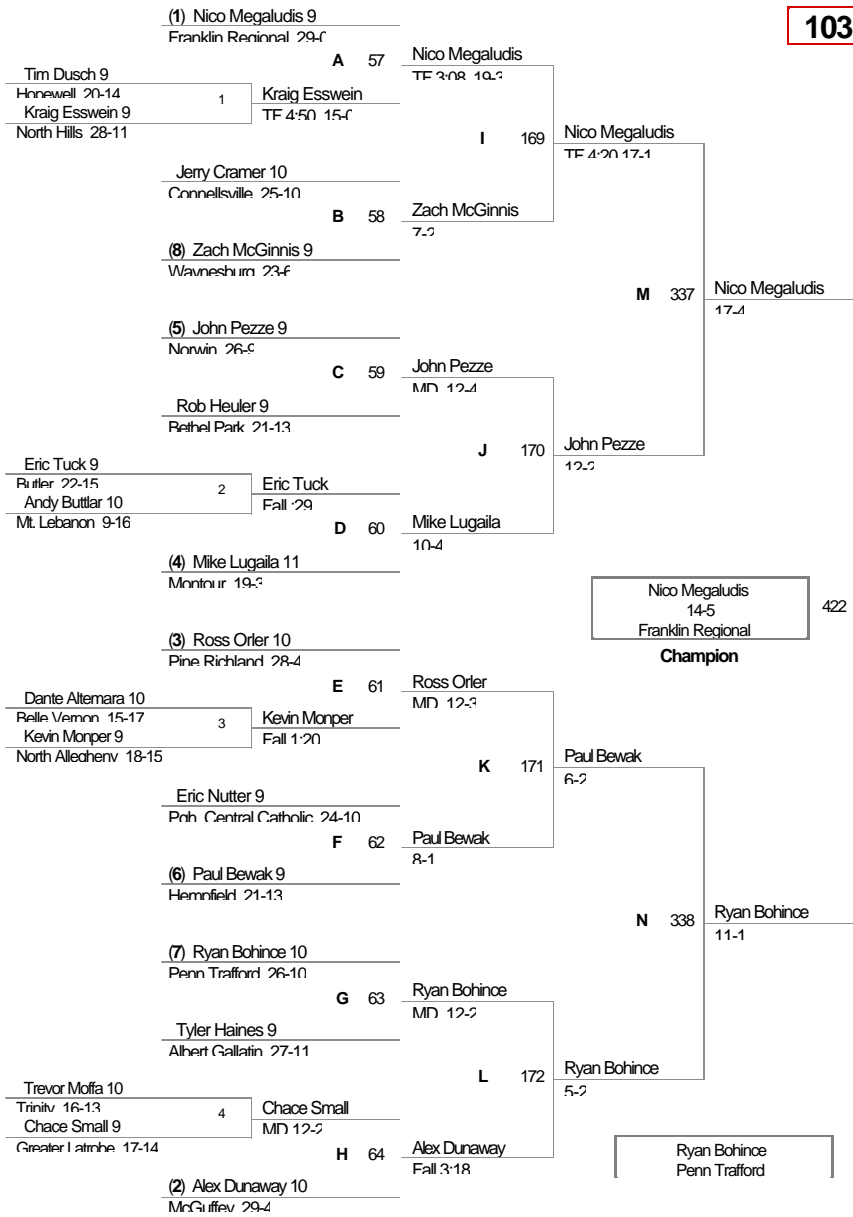 103
(1) Nico Megaludis 9
Franklin Regional 29-0
A 57
Nico Megaludis
TF 3:08 19-3
Tim Dusch 9
Hopewell 20-14
1
Kraig Esswein
TF 4:50 15-0
Kraig Esswein 9
North Hills 28-11
I 169
Nico Megaludis
TF 4:20 17-1
Jerry Cramer 10
Connellsville 25-10
B 58
Zach McGinnis
7-2
(8) Zach McGinnis 9
Waynesburg 23-6
M 337
Nico Megaludis
17-4
(5) John Pezze 9
Norwin 26-9
C 59
John Pezze
MD 12-4
Rob Heuler 9
Bethel Park 21-13
J 170
John Pezze
12-2
Eric Tuck 9
Butler 22-15
2
Eric Tuck
Fall :29
Andy Buttlar 10
Mt. Lebanon 9-16
D 60
Mike Lugaila
10-4
(4) Mike Lugaila 11
Montour 19-3
Nico Megaludis
14-5
Franklin Regional
422
Champion
(3) Ross Orler 10
Pine Richland 28-4
E 61
Ross Orler
MD 12-3
Dante Altemara 10
Belle Vernon 15-17
3
Kevin Monper
Fall 1:20
Kevin Monper 9
North Allegheny 18-15
K 171
Paul Bewak
6-2
Eric Nutter 9
Pgh. Central Catholic 24-10
F 62
Paul Bewak
8-1
(6) Paul Bewak 9
Hempfield 21-13
N 338
Ryan Bohince
11-1
(7) Ryan Bohince 10
Penn Trafford 26-10
G 63
Ryan Bohince
MD 12-2
Tyler Haines 9
Albert Gallatin 27-11
L 172
Ryan Bohince
5-2
Trevor Moffa 10
Trinity 16-13
4
Chace Small
MD 12-2
Chace Small 9
Greater Latrobe 17-14
H 64
Alex Dunaway
Fall 3:18
Ryan Bohince
Penn Trafford
(2) Alex Dunaway 10
McGuffey 29-4